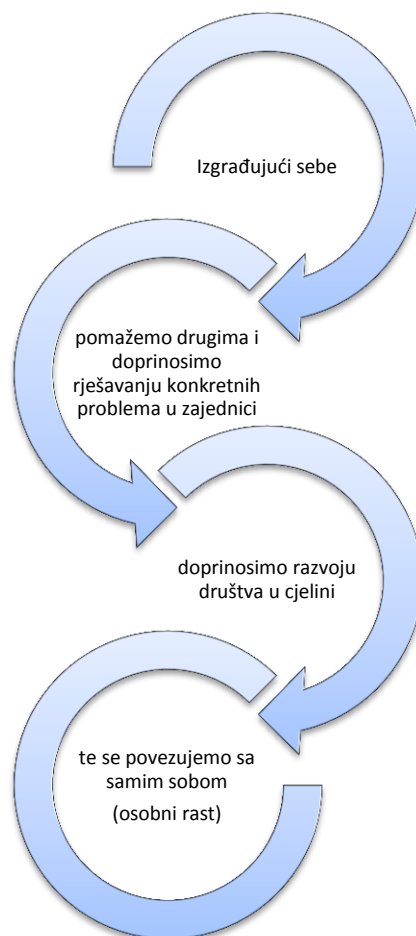 Izgrađujući sebe
pomažemo drugima i
doprinosimo
rješavanju konkretnih
problema u zajednici
doprinosimo razvoju
društva u cjelini
te se povezujemo sa
samim sobom
(osobni rast)